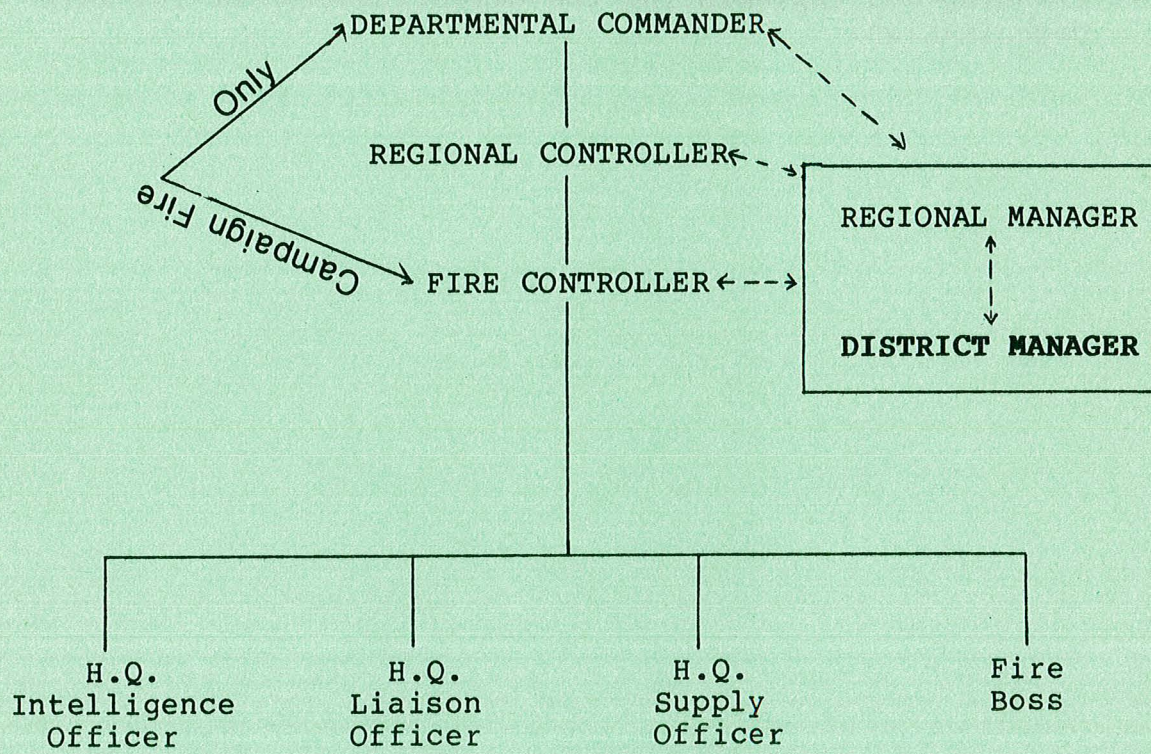 DEPARTMENTAL COMMANDER
Only
REGIONAL CONTROLLER
Campaign Fire
REGIONAL MANAGER
FIRE CONTROLLER
DISTRICT MANAGER
H.Q.
Intelligence
Officer
H.Q.
Liaison
Officer
H.Q.
Supply
Officer
Fire
Boss